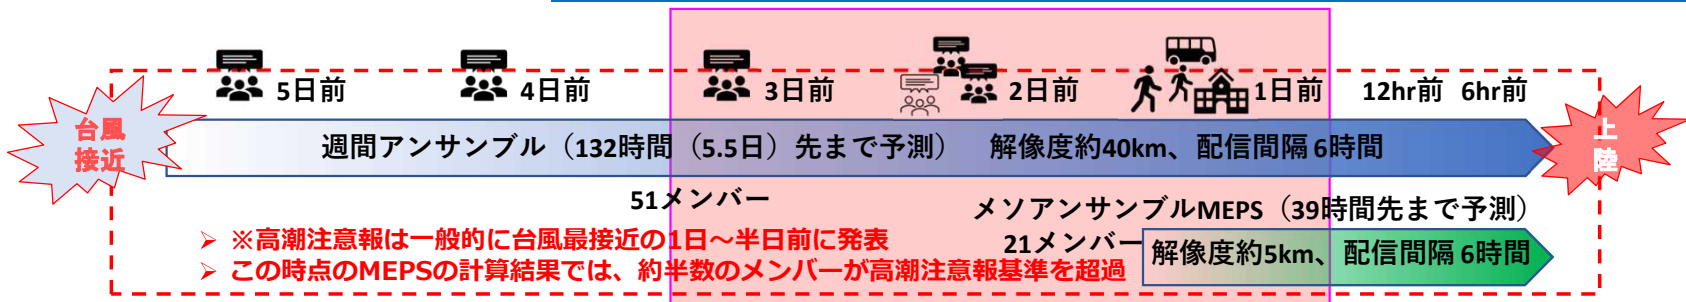 5日前
4日前
3日前
2日前
1日前
12hr前 6hr前
台風
接近
週間アンサンブル（132時間（5.5日）先まで予測） 解像度約40km、配信間隔6時間
上
陸
51メンバー
メソアンサンブルMEPS（39時間先まで予測）
➢ ※高潮注意報は一般的に台風最接近の1日～半日前に発表
21メンバー
解像度約5km、配信間隔6時間
➢ この時点のMEPSの計算結果では、約半数のメンバーが高潮注意報基準を超過